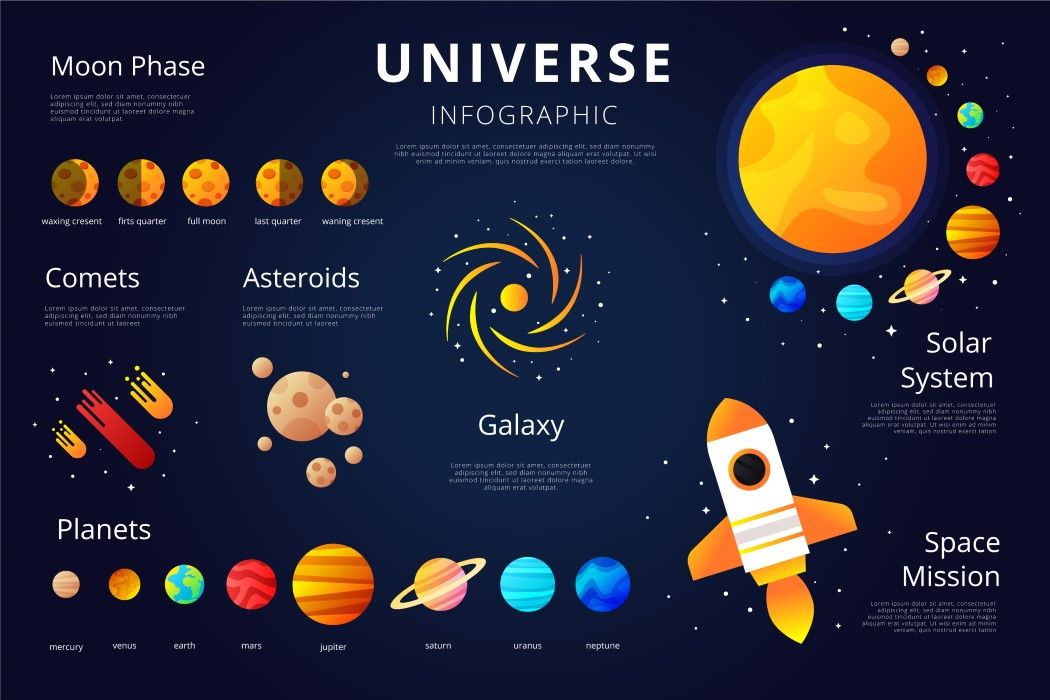 UNIVERSE
INFOGRAPHIC
Lorem ipsum dolor sit amet, consectetuer adipiscing elit, sed diam nonummy. Ut wisi
enim ad minim veniam, sed diam nonummy nibh euismod tincidunt ut laoreet dolore.
Moon Phase
Lorem ipsum dolor sit amet, consectetuer
adipiscing elit, sed diam nonummy nibh
euismod tincidunt ut laoreet dolore magna
aliquam erat volutpat.
waxing cresent
firts quarter
full moon
last quarter
waning cresent
Comets
Lorem ipsum dolor sit amet, consectetuer
adipiscing elit, sed diam nonummy nibh
euismod tincidunt ut laoreet
Asteroids
Lorem ipsum dolor sit amet, consectetuer
adipiscing elit, sed diam nonummy nibh
euismod tincidunt ut laoreet
Galaxy
Lorem ipsum dolor sit amet, consectetuer
adipiscing elit, sed diam nonummy nibh
euismod tincidunt ut laoreet dolore magna
aliquam erat volutpat.
Solar
System
Lorem ipsum dolor sit amet, consectetuer
adipiscing elit, sed diam nonummy nibh
euismod tincidunt ut laoreet dolore magna
aliquam erat volutpat. Ut wisi enim ad minim
veniam, quis nostrud exerci tation
Space
Mission
Lorem ipsum dolor sit amet, consectetuer
adipiscing elit, sed diam nonummy nibh
euismod tincidunt ut laoreet dolore magna
aliquam erat volutpat. Ut wisi enim ad minim
veniam, quis nostrud exerci tation
Planets
mercury
venus
earth
mars
jupiter
saturn
uranus
neptune